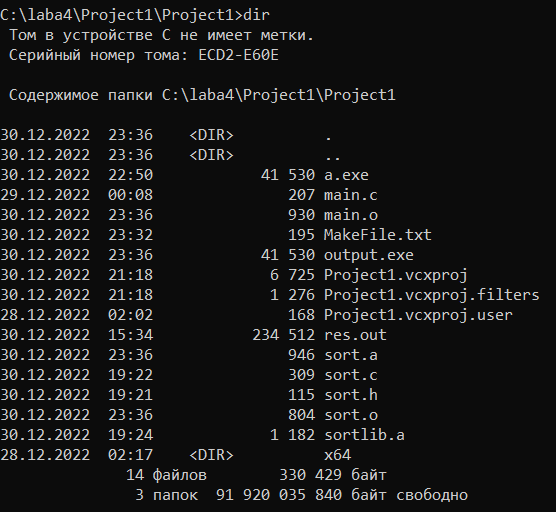 C:\laba4\Project1\Project1>dir
Том в устройстве C не имеет метки.
Серийный номер тома: ECD2-E60E
Содержимое папки C:\laba4\Project1\Project1
30.12.2022 23:36 <DIR> .
30.12.2022 23:36 <DIR> ..
30.12.2022 22:50 41 530 a.exe
29.12.2022 00:08 207 main.c
30.12.2022 23:36 930 main.o
30.12.2022 23:32 195 MakeFile.txt
30.12.2022 23:36 41 530 output.exe
30.12.2022 21:18 6 725 Project1.vcxproj
30.12.2022 21:18 1 276 Project1.vcxproj.filters
28.12.2022 02:02 168 Project1.vcxproj.user
30.12.2022 15:34 234 512 res.out
30.12.2022 23:36 946 sort.a
30.12.2022 19:22 309 sort.c
30.12.2022 19:21 115 sort.h
30.12.2022 23:36 804 sort.o
30.12.2022 19:24 1 182 sortlib.a
28.12.2022 02:17 <DIR> x64
14 файлов 330 429 байт
3 папок 91 920 035 840 байт свободно